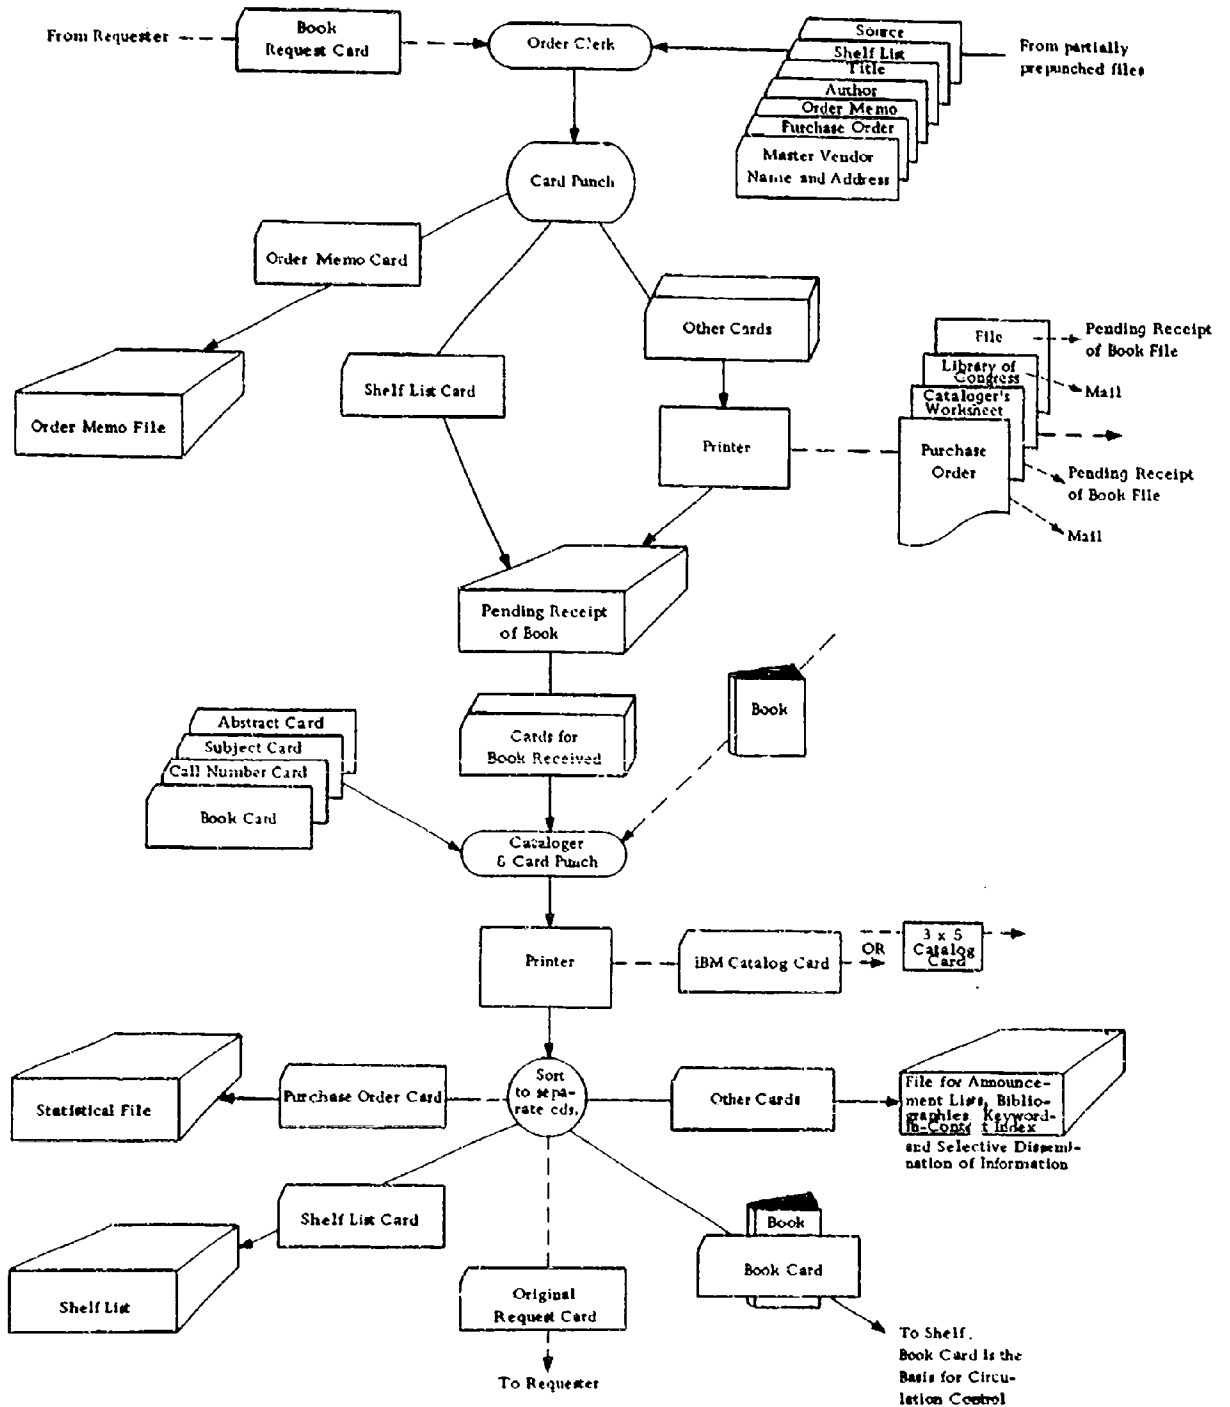 From Requester
Book
Request Card
Order Clerk
Source
Shelf List
Title
Author
Order Memo
Purchase Order
Master Vendor
Name and Address
From partially
prepunched files
Card Punch
Order Memo Card
Order Memo File
Shelf List Card
Other Cards
Printer
File
Library of
Congress
Cataloger's
Worksheet
Purchase
Order
Pending Receipt
of Book File
Mail
Pending Receipt
of Book File
Mail
Pending Receipt
of Book
Cards for
Book Received
Book
Abstract Card
Subject Card
Call Number Card
Book Card
Cataloger
& Card Punch
Printer
IBM Catalog Card
OR
3 x 5
Catalog
Card
Sort
to sepa-
rate cds.
Purchase Order Card
Statistical File
Other Cards
File for Announce-
ment Lists, Biblio-
graphies, Keyword-
In-Context Index
and Selective Dissemi-
nation of Information
Shelf List Card
Shelf List
Original
Request Card
To Requester
Book
Book Card
To Shelf.
Book Card is the
Basis for Circu-
lation Control